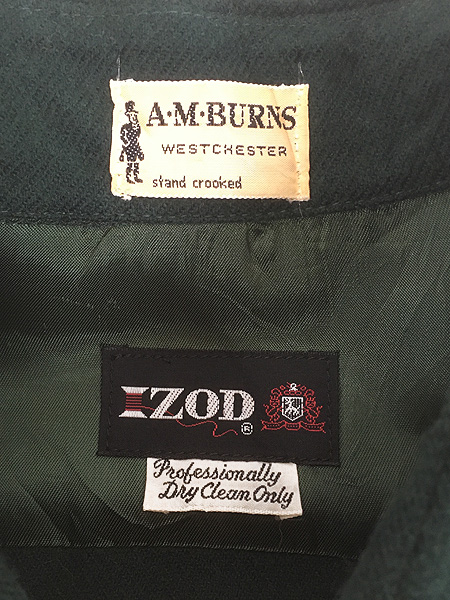 A·M·BURNS
WESTCHESTER
stand crooked
IZOD ®
Professionally
Dry Clean Only